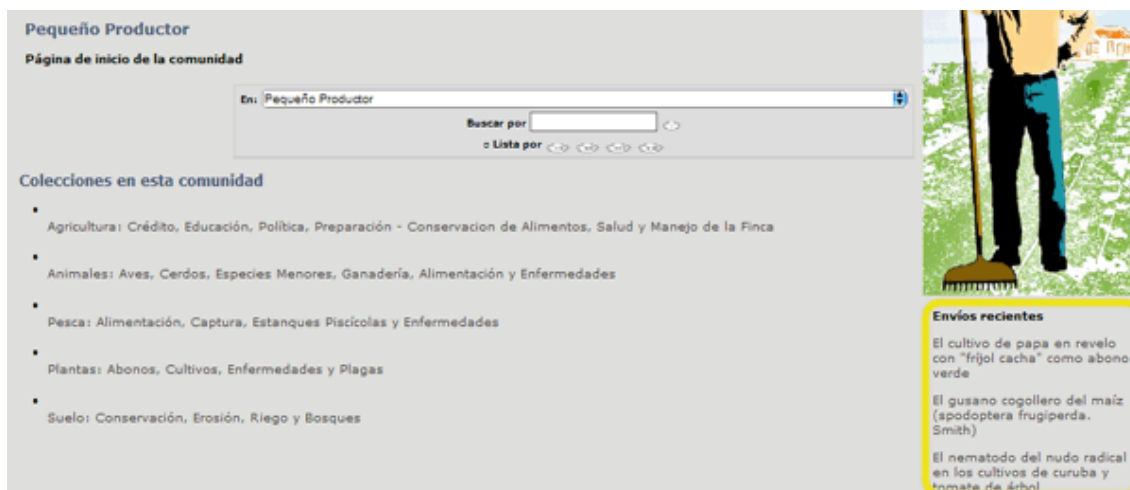 Pequeño Productor
Página de inicio de la comunidad
En: Pequeño Productor
Buscar por
o Lista por
Colecciones en esta comunidad
Agricultura: Crédito, Educación, Política, Preparación - Conservacion de Alimentos, Salud y Manejo de la Finca
Animales: Aves, Cerdos, Especies Menores, Ganadería, Alimentación y Enfermedades
Pesca: Alimentación, Captura, Estanques Piscícolas y Enfermedades
Plantas: Abonos, Cultivos, Enfermedades y Plagas
Suelo: Conservación, Erosión, Riego y Bosques
Envíos recientes
El cultivo de papa en revelo
con "frijol cacha" como abono
verde
El gusano cogollero del maíz
(spodoptera frugiperda.
Smith)
El nematodo del nudo radical
en los cultivos de curuba y
tomate de árbol